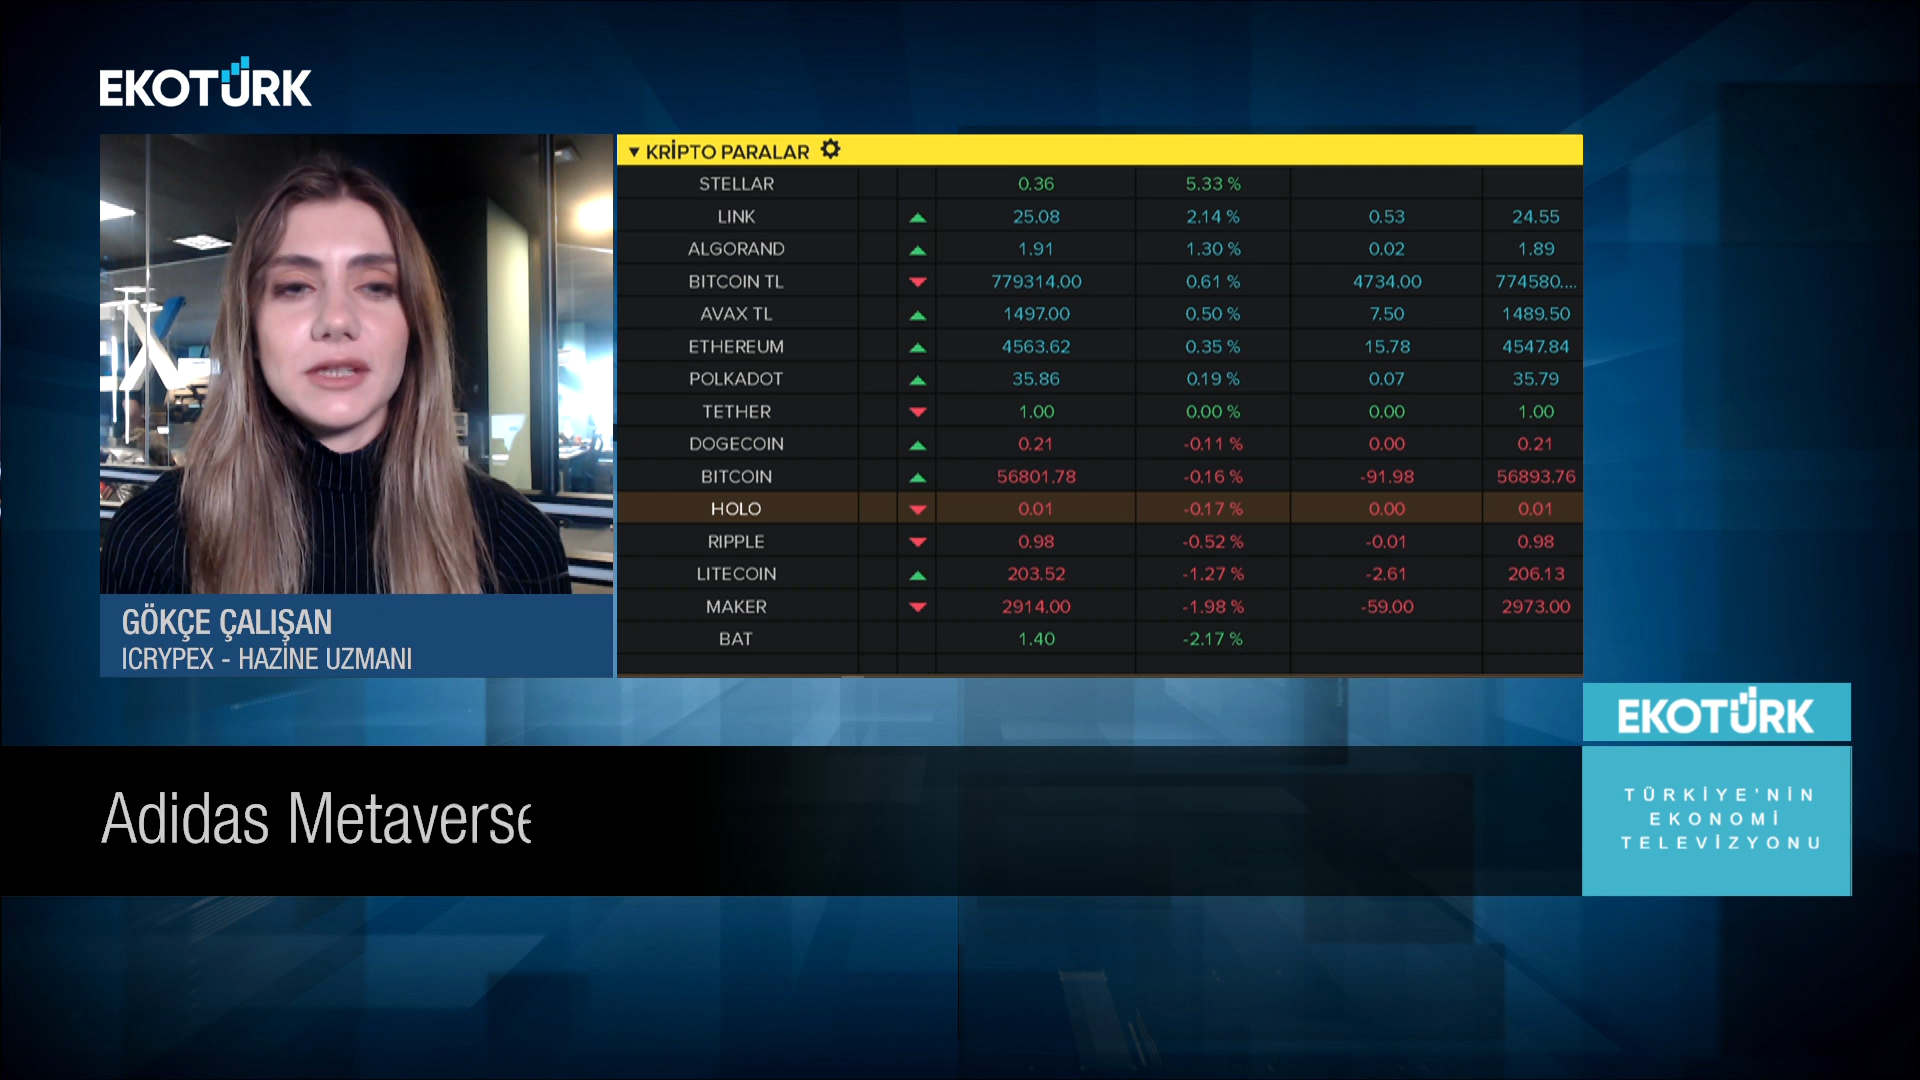 EKOTÜRK
▼ KRİPTO PARALAR
STELLAR 0.36 5.33 %
LINK 25.08 2.14 % 0.53 24.55
ALGORAND 1.91 1.30 % 0.02 1.89
BITCOIN TL 779314.00 0.61 % 4734.00 774580....
AVAX TL 1497.00 0.50 % 7.50 1489.50
ETHEREUM 4563.62 0.35 % 15.78 4547.84
POLKADOT 35.86 0.19 % 0.07 35.79
TETHER 1.00 0.00 % 0.00 1.00
DOGECOIN 0.21 -0.11 % 0.00 0.21
BITCOIN 56801.78 -0.16 % -91.98 56893.76
HOLO 0.01 -0.17 % 0.00 0.01
RIPPLE 0.98 -0.52 % -0.01 0.98
LITECOIN 203.52 -1.27 % -2.61 206.13
MAKER 2914.00 -1.98 % -59.00 2973.00
BAT 1.40 -2.17 %
GÖKÇE ÇALIŞAN
ICRYPEX - HAZİNE UZMANI
EKOTÜRK
TÜRKİYE'NİN
EKONOMİ
TELEVİZYONU
Adidas Metaverse